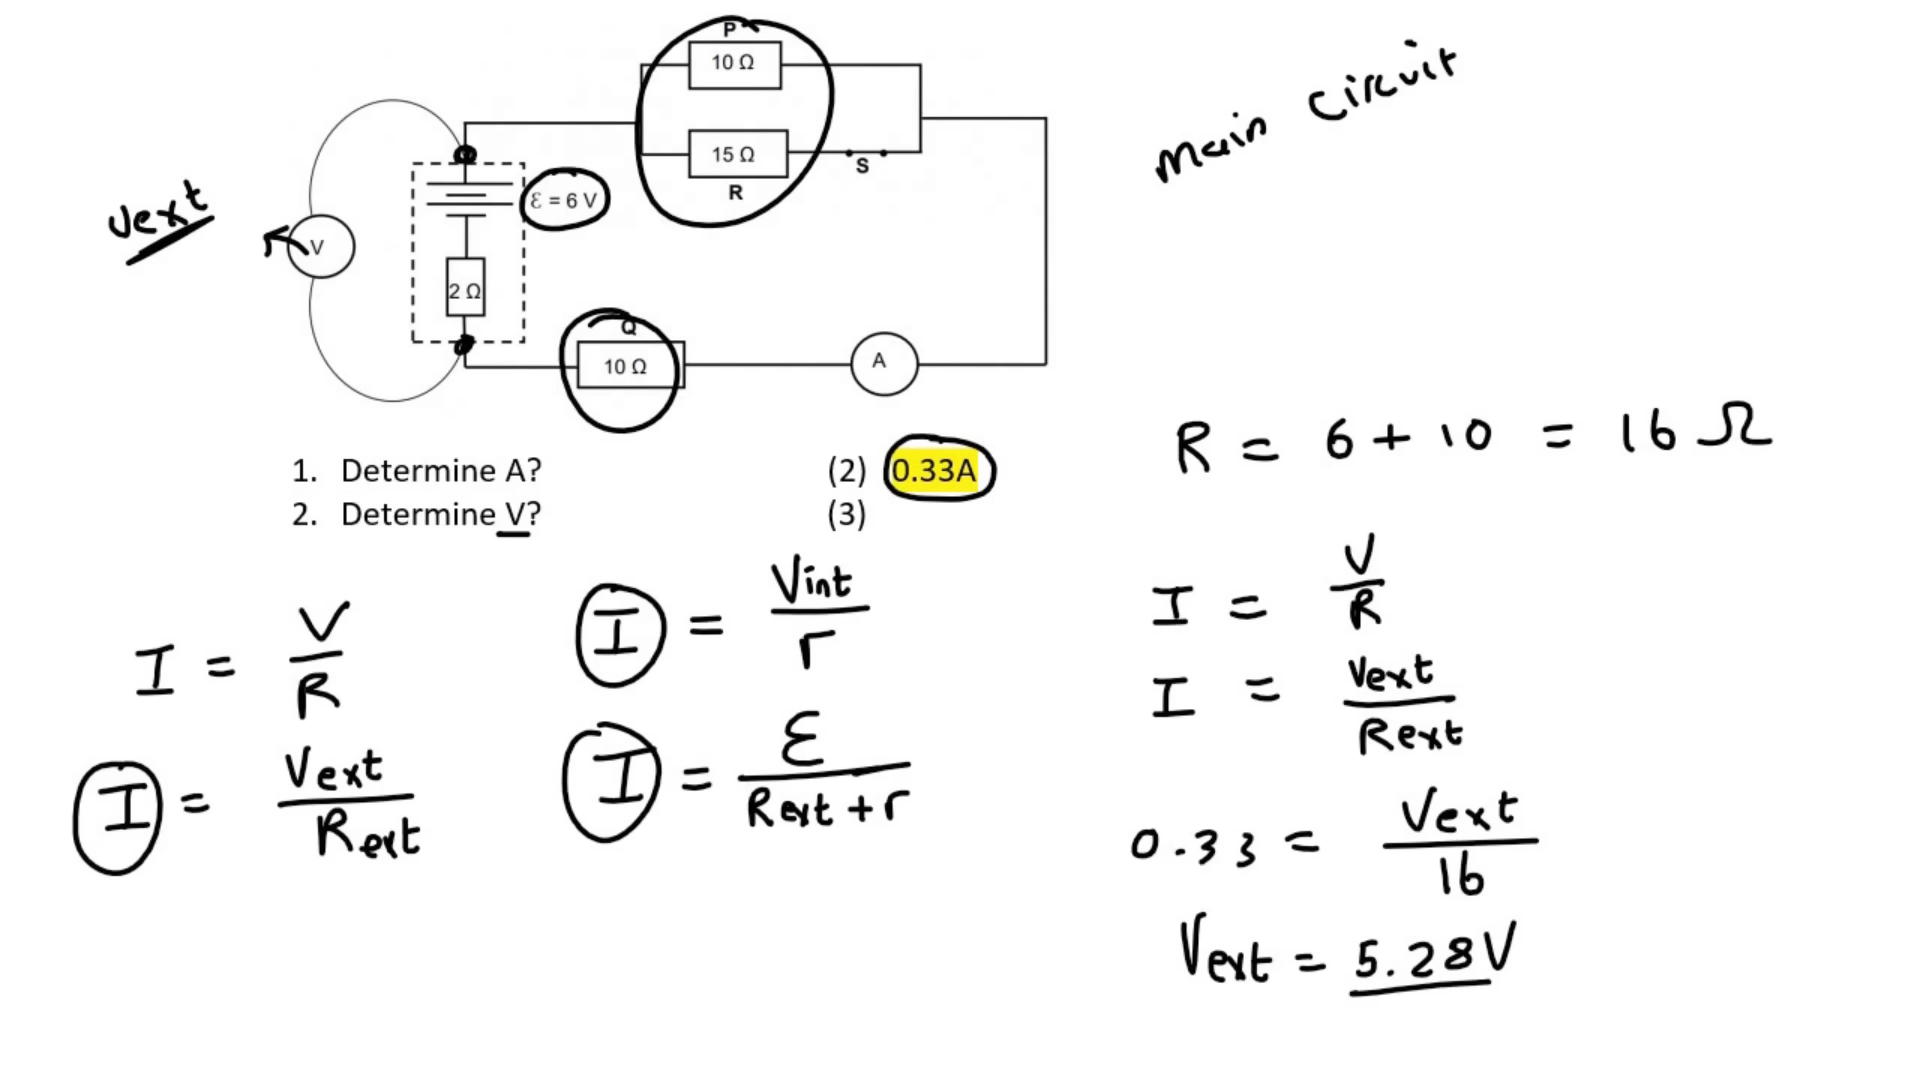 P
10 Ω
15 Ω
R
S
main circuit
Vext
V
Ɛ = 6 V
2 Ω
Q
10 Ω
A
R = 6 + 10 = 16 Ω
1. Determine A? (2) 0.33A
2. Determine V? (3)
I = V/R
I = Vext/Rext
I = Vint/r
I = Ɛ/Rext + r
I = V/R
I = Vext/Rext
0.33 = Vext/16
Vext = 5.28V